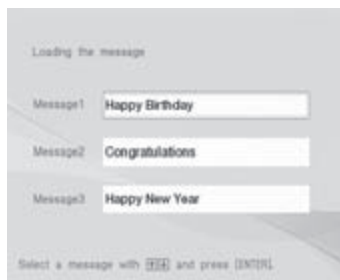 Loading the message
Message1 Happy Birthday
Message2 Congratulations
Message3 Happy New Year
Select a message with [↑][↓] and press [ENTER].